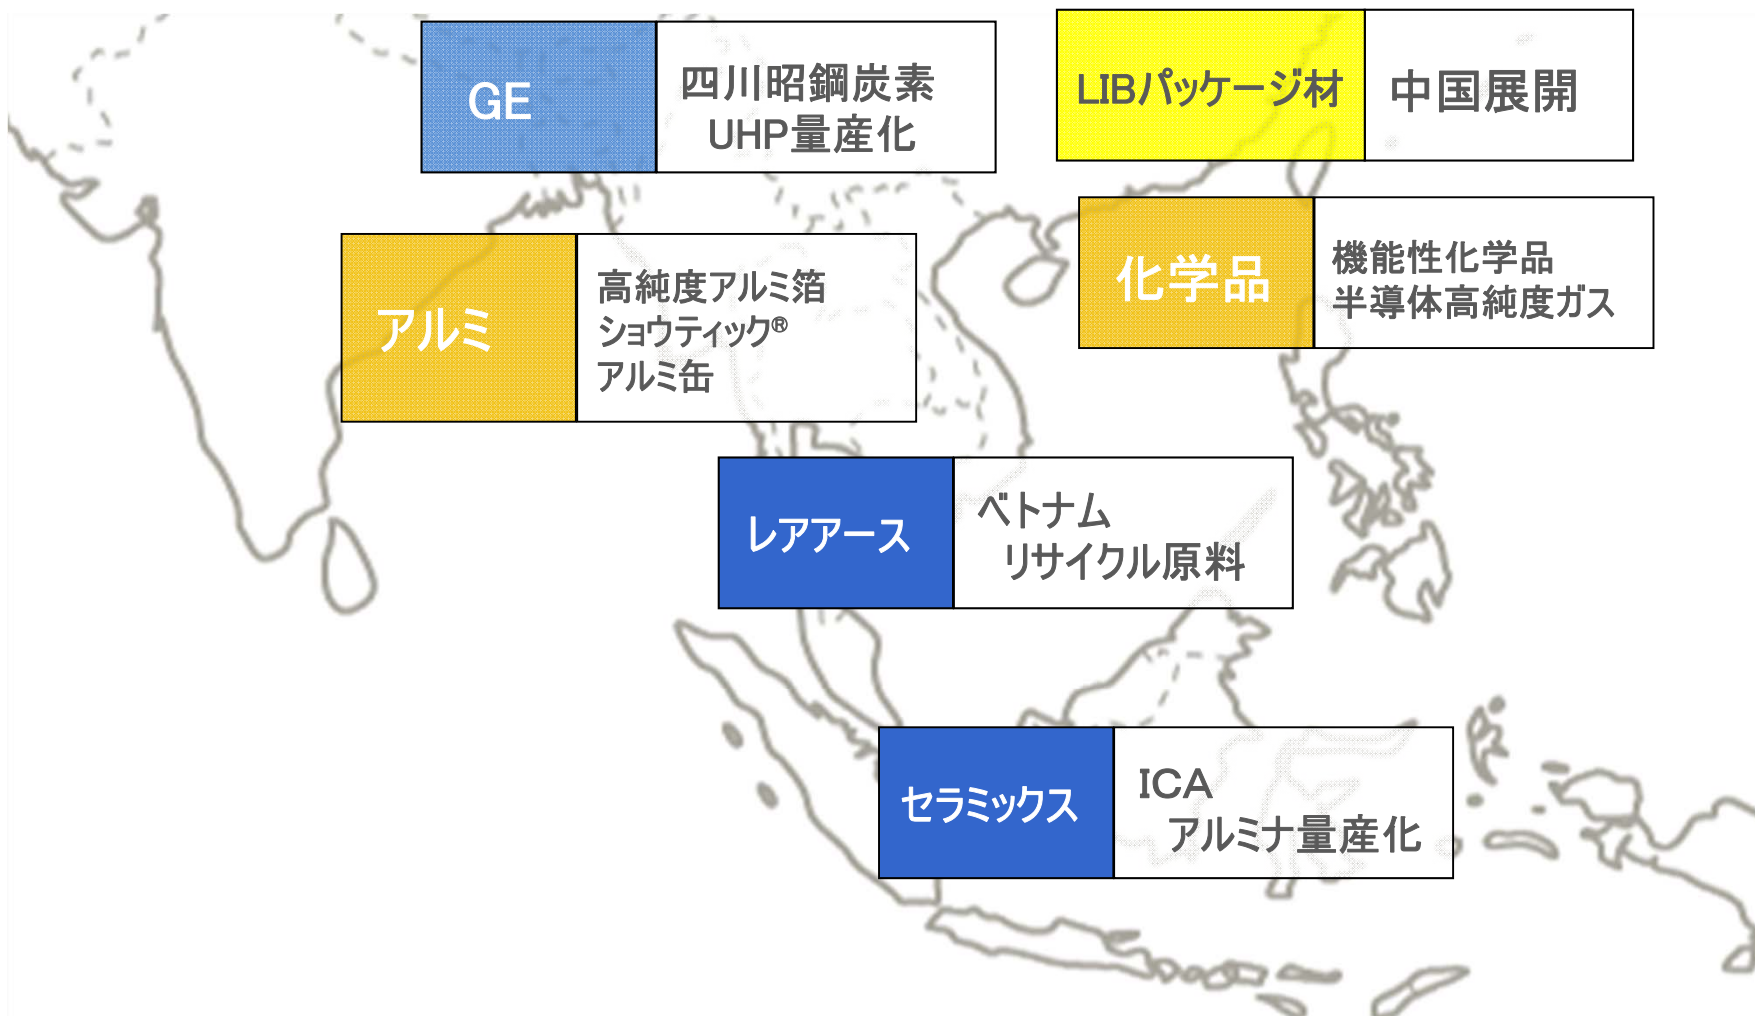 GE
四川昭鋼炭素
UHP量産化
LIBパッケージ材
中国展開
アルミ
高純度アルミ箔
ショウティック®
アルミ缶
化学品
機能性化学品
半導体高純度ガス
レアアース
ベトナム
リサイクル原料
セラミックス
ICA
アルミナ量産化